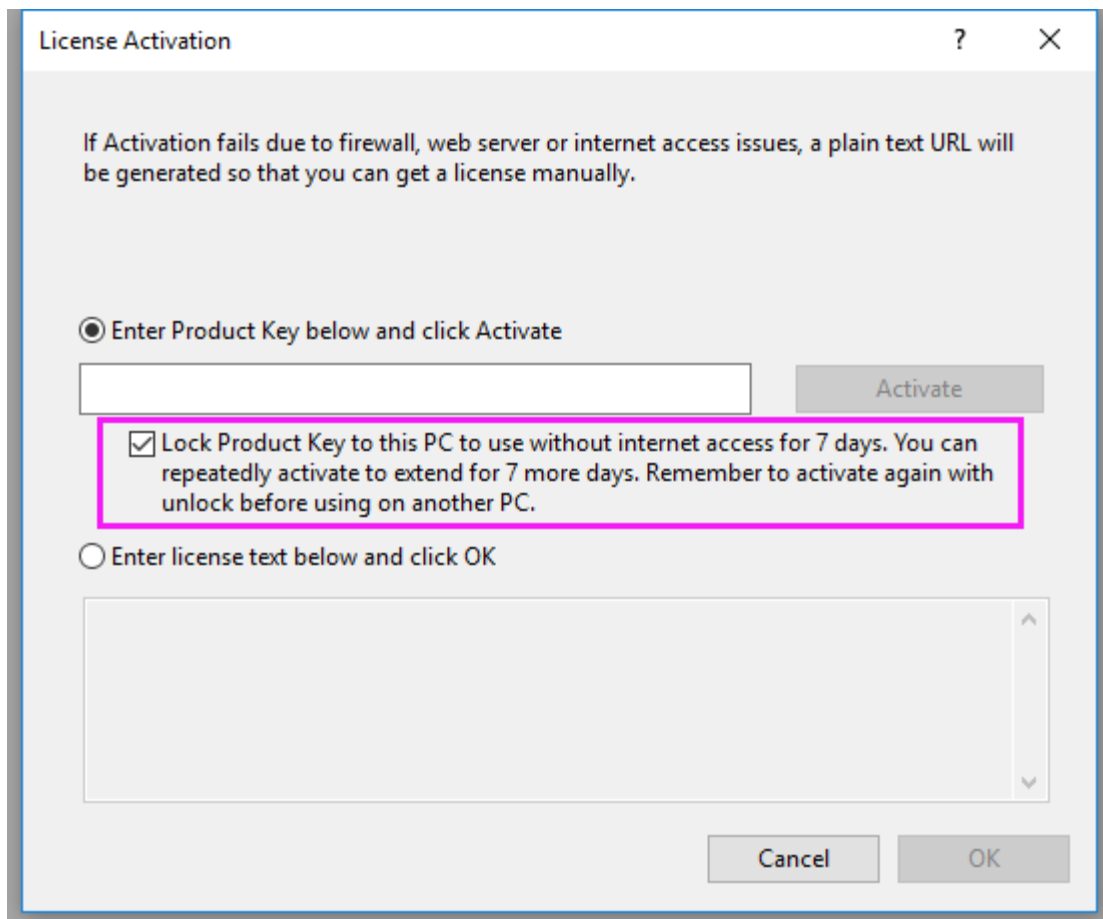 License Activation ?
If Activation fails due to firewall, web server or internet access issues, a plain text URL will
be generated so that you can get a license manually.
Enter Product Key below and click Activate
Activate
Lock Product Key to this PC to use without internet access for 7 days. You can
repeatedly activate to extend for 7 more days. Remember to activate again with
unlock before using on another PC.
Enter license text below and click OK
Cancel OK